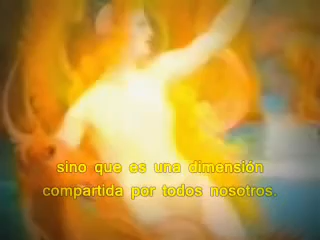 sino que es una dimensión
compartida por todos nosotros.